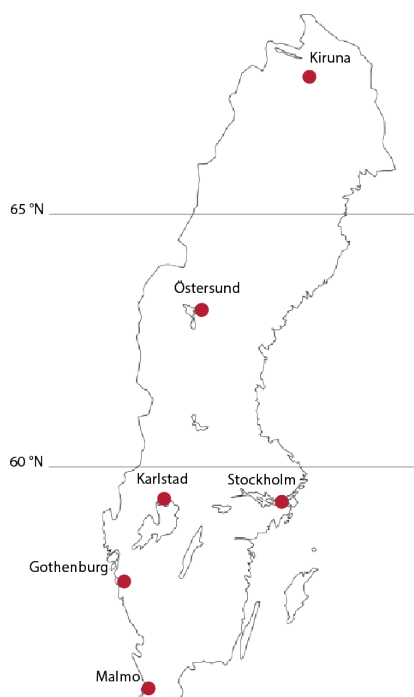 Kiruna
65 °N
Östersund
60 °N
Karlstad
Stockholm
Gothenburg
Malmo